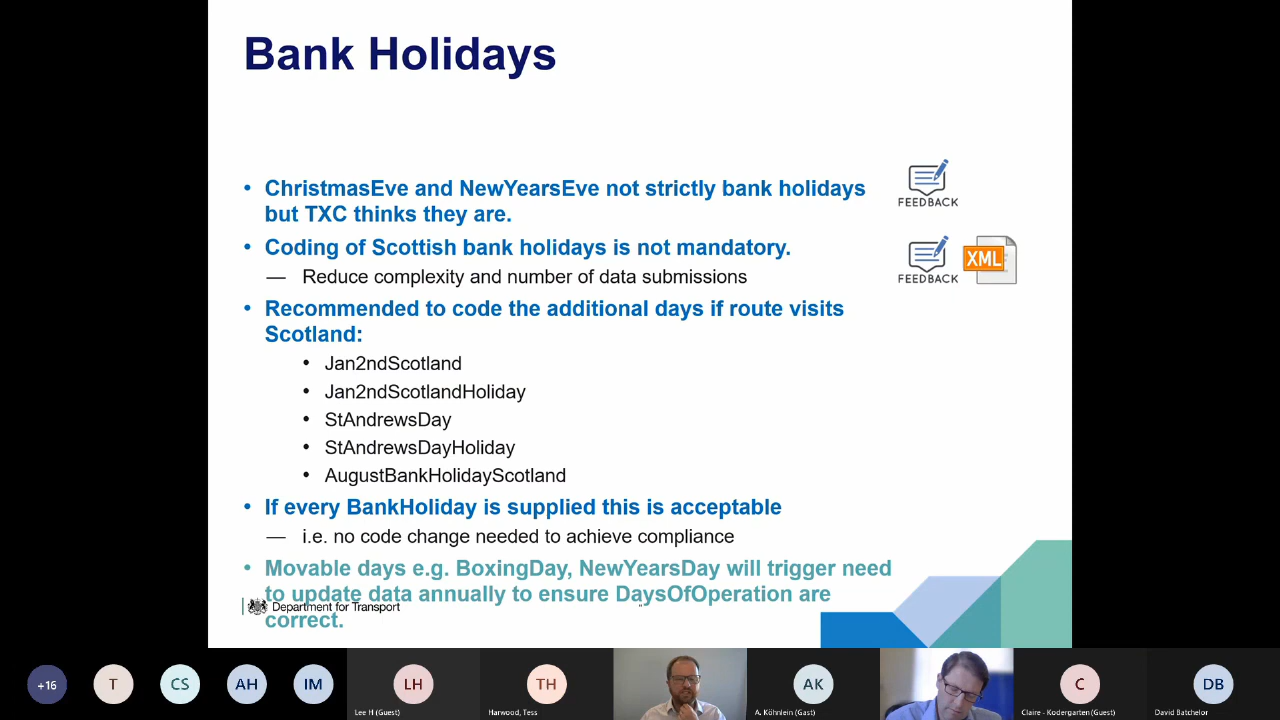 Bank Holidays
• ChristmasEve and NewYearsEve not strictly bank holidays
but TXC thinks they are.
FEEDBACK
• Coding of Scottish bank holidays is not mandatory.
— Reduce complexity and number of data submissions
FEEDBACK
XML
• Recommended to code the additional days if route visits
Scotland:
• Jan2ndScotland
• Jan2ndScotlandHoliday
• StAndrewsDay
• StAndrewsDayHoliday
• AugustBankHolidayScotland
• If every BankHoliday is supplied this is acceptable
— i.e. no code change needed to achieve compliance
• Movable days e.g. BoxingDay, NewYearsDay will trigger need
to update data annually to ensure DaysOfOperation are
correct.
Department for Transport
+16
T
CS
AH
IM
LH
Lee H (Guest)
TH
Harwood, Tess
AK
A. Köhnlein (Gast)
C
Claire - Kodergarten (Guest)
DB
David Batchelor